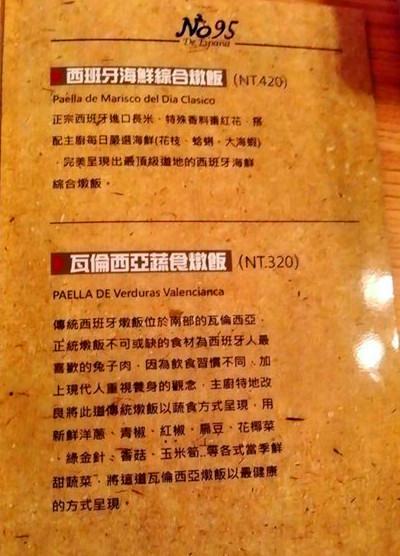 No95
De Espana
西班牙海鮮綜合燉飯 (NT.420)
Paella de Marisco del Dia Clasico
正宗西班牙進口長米、特殊香料番紅花，搭
配主廚每日嚴選海鮮(花枝、蛤蜊、大海蝦)
，完美呈現出最頂級道地的西班牙海鮮
綜合燉飯。
瓦倫西亞蔬食燉飯 (NT.320)
PAELLA DE Verduras Valencianca
傳統西班牙燉飯位於南部的瓦倫西亞，
正統燉飯不可或缺的食材為西班牙人最
喜歡的兔子肉，因為飲食習慣不同，加
上現代人重視養身的觀念，主廚特地改
良將此道傳統燉飯以蔬食方式呈現，用
新鮮洋蔥、青椒、紅椒、扁豆、花椰菜
、綠金針、香菇、玉米筍..等各式當季鮮
甜蔬菜，將這道瓦倫西亞燉飯以最健康
的方式呈現。